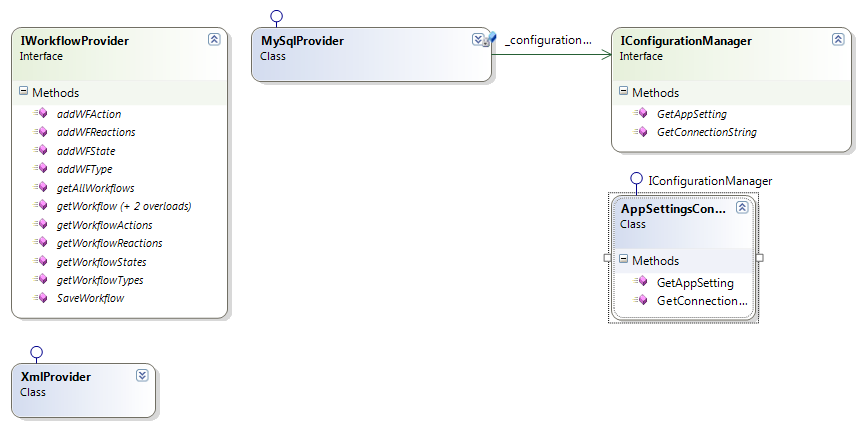 IWorkflowProvider
Interface
Methods
addWFAction
addWFReactions
addWFState
addWFType
getAllWorkflows
getWorkflow (+ 2 overloads)
getWorkflowActions
getWorkflowReactions
getWorkflowStates
getWorkflowTypes
SaveWorkflow
MySqlProvider
Class
_configuration...
IConfigurationManager
Interface
Methods
GetAppSetting
GetConnectionString
IConfigurationManager
AppSettingsCon...
Class
Methods
GetAppSetting
GetConnection...
XmlProvider
Class